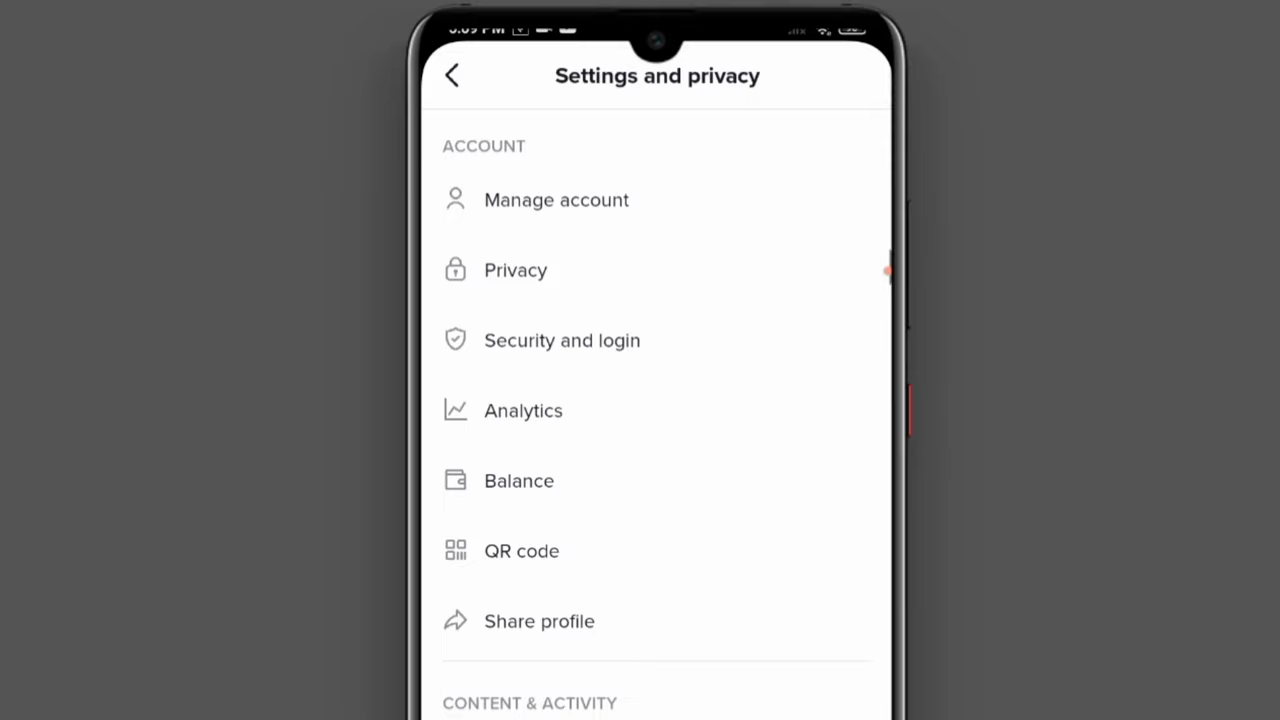 Settings and privacy
ACCOUNT
Manage account
Privacy
Security and login
Analytics
Balance
QR code
Share profile
CONTENT & ACTIVITY